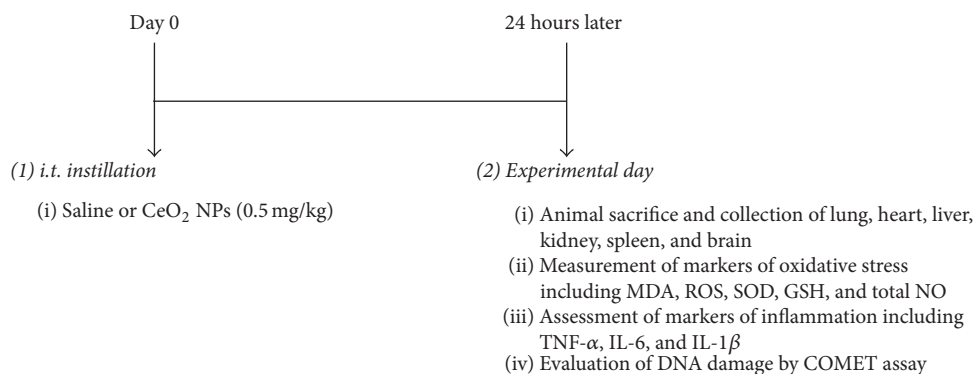 Day 0
24 hours later
(1) i.t. instillation
(i) Saline or CeO₂ NPs (0.5 mg/kg)
(2) Experimental day
(i) Animal sacrifice and collection of lung, heart, liver,
kidney, spleen, and brain
(ii) Measurement of markers of oxidative stress
including MDA, ROS, SOD, GSH, and total NO
(iii) Assessment of markers of inflammation including
TNF-α, IL-6, and IL-1β
(iv) Evaluation of DNA damage by COMET assay